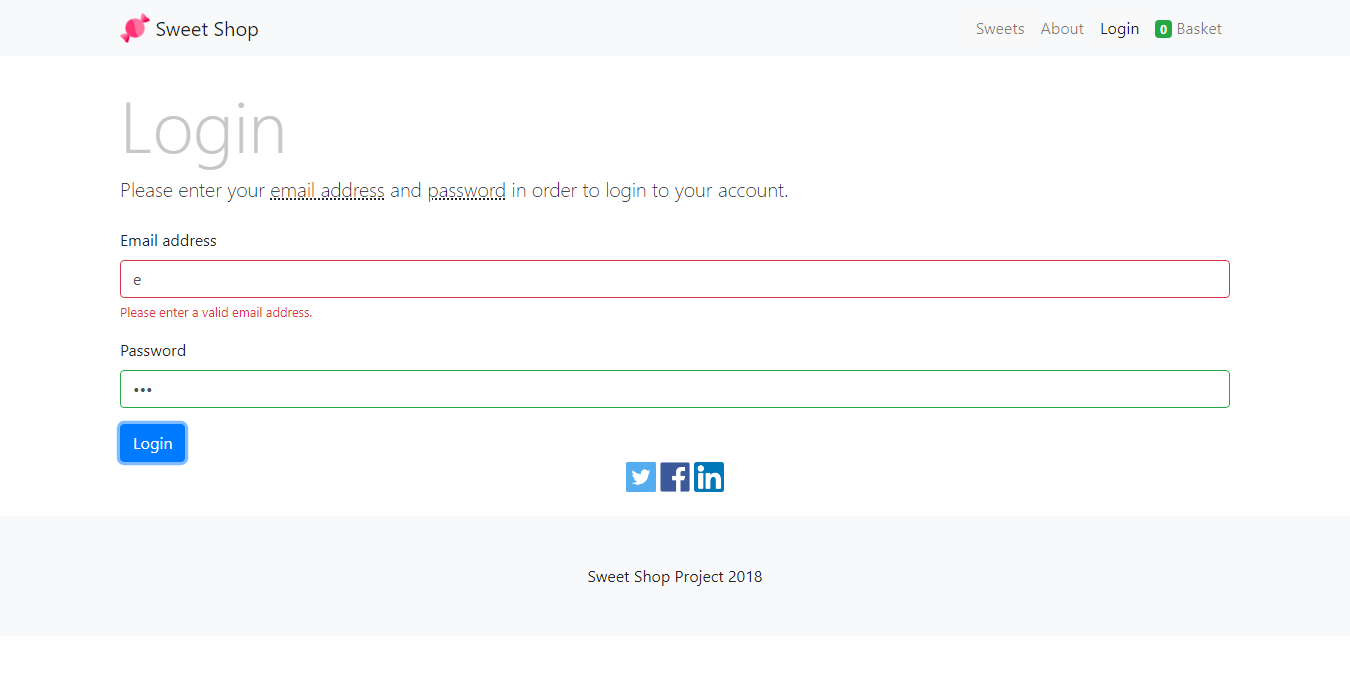 Sweet Shop
Sweets About Login 0 Basket
Login
Please enter your email address and password in order to login to your account.
Email address
e
Please enter a valid email address.
Password
•••
Login
in
Sweet Shop Project 2018